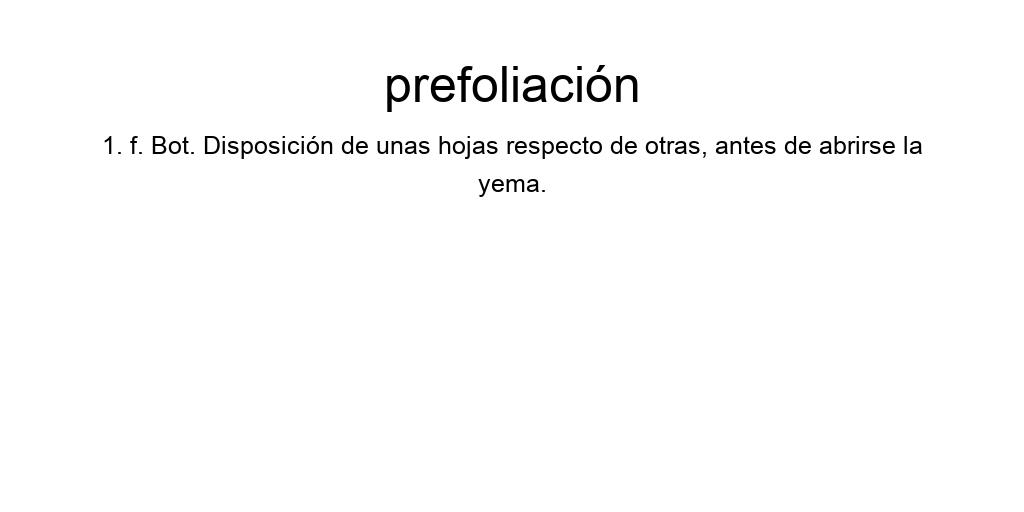 prefoliación
1. f. Bot. Disposición de unas hojas respecto de otras, antes de abrirse la
yema.